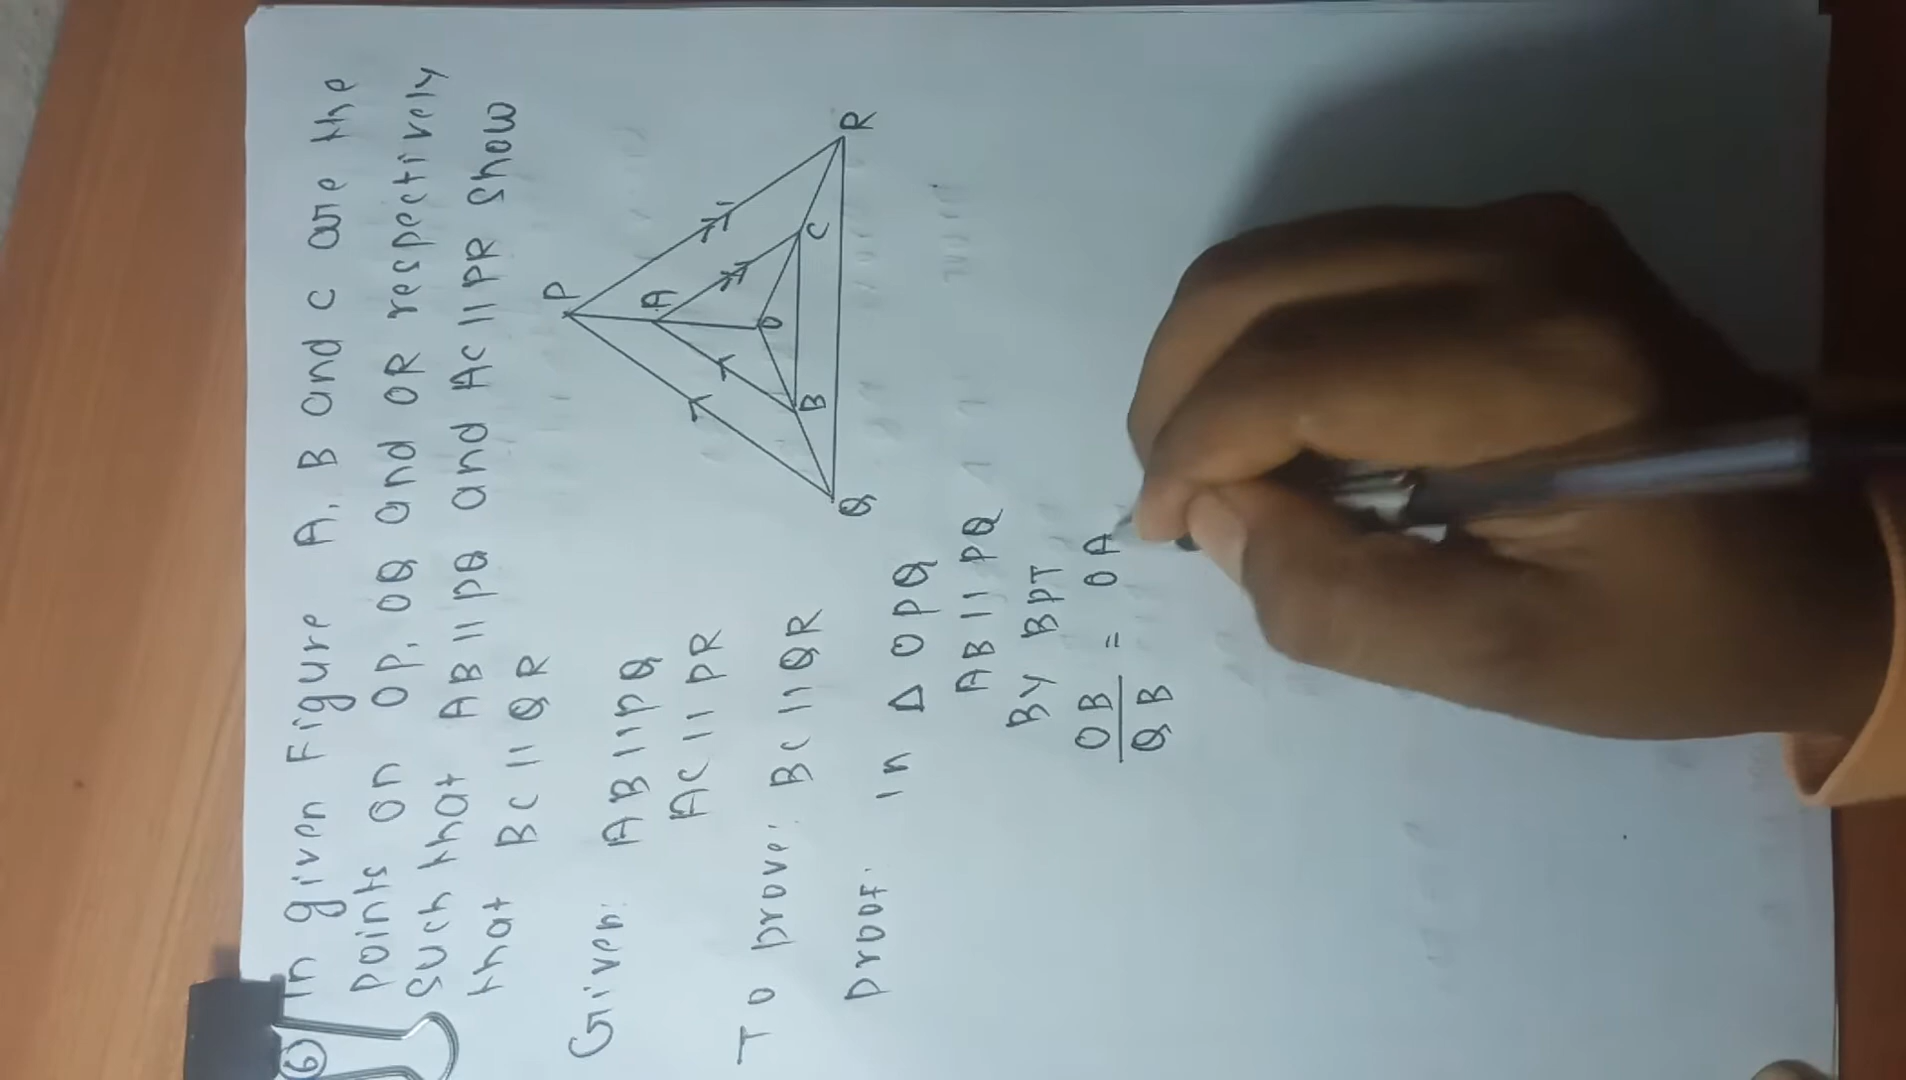 6 In given Figure A, B and C are the
points on OP, OQ and OR respectively
such that AB || PQ and AC || PR show
that BC || QR
P
A
R
C
O
B
Q
Given: AB || PQ
AC || PR
To prove: BC || QR
Proof: In Δ OPQ
AB || PQ
By BPT
OB = OA
QB